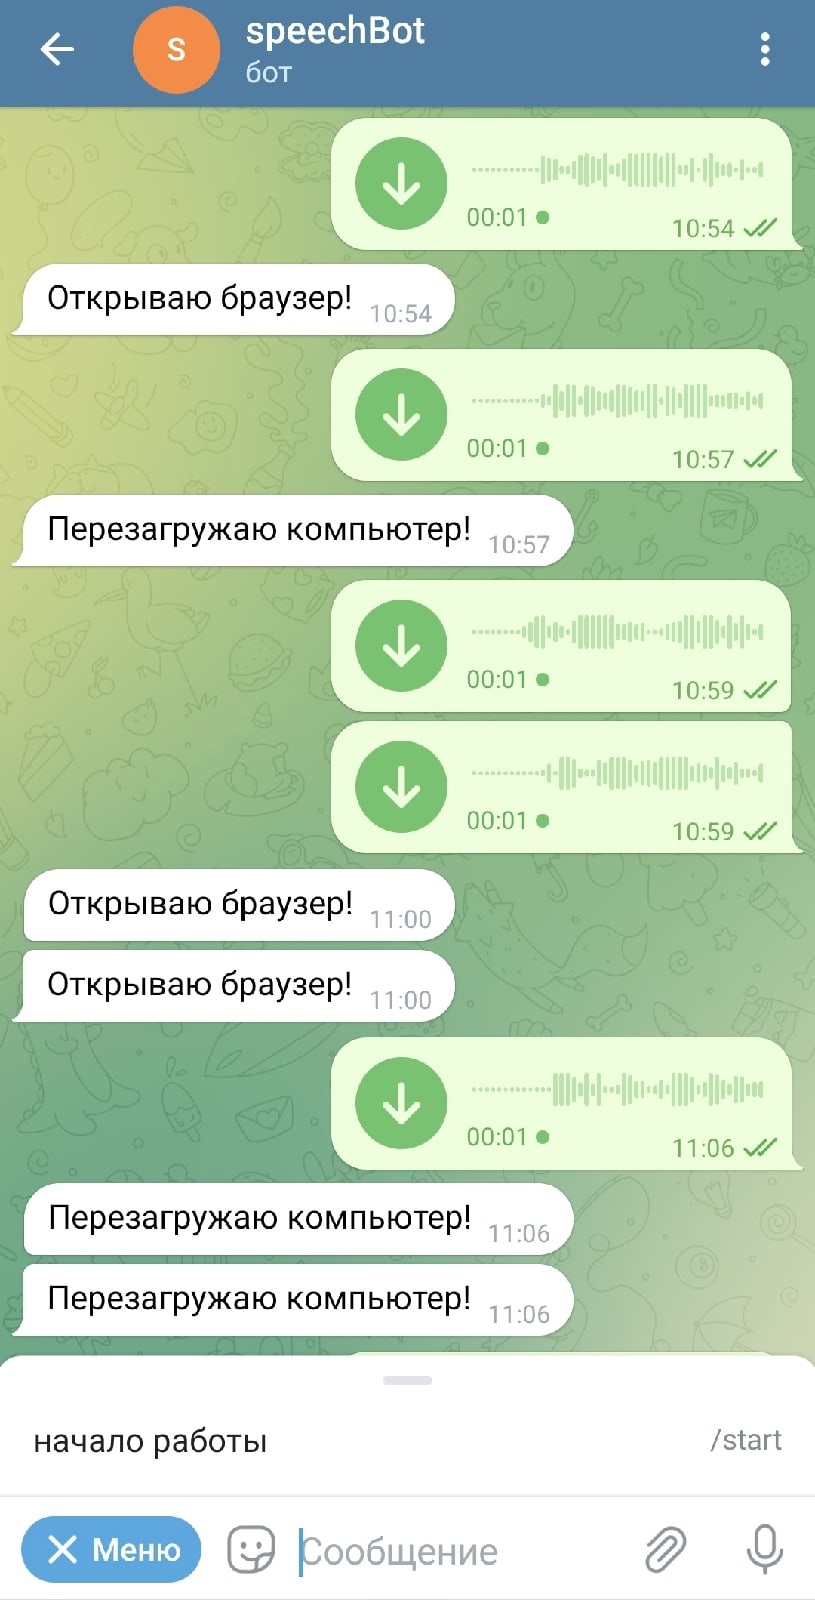 S
speechBot
бот
00:01
10:54
Открываю браузер!
10:54
00:01
10:57
Перезагружаю компьютер!
10:57
00:01
10:59
00:01
10:59
Открываю браузер!
11:00
Открываю браузер!
11:00
00:01
11:06
Перезагружаю компьютер!
11:06
Перезагружаю компьютер!
11:06
начало работы
/start
Меню
Сообщение